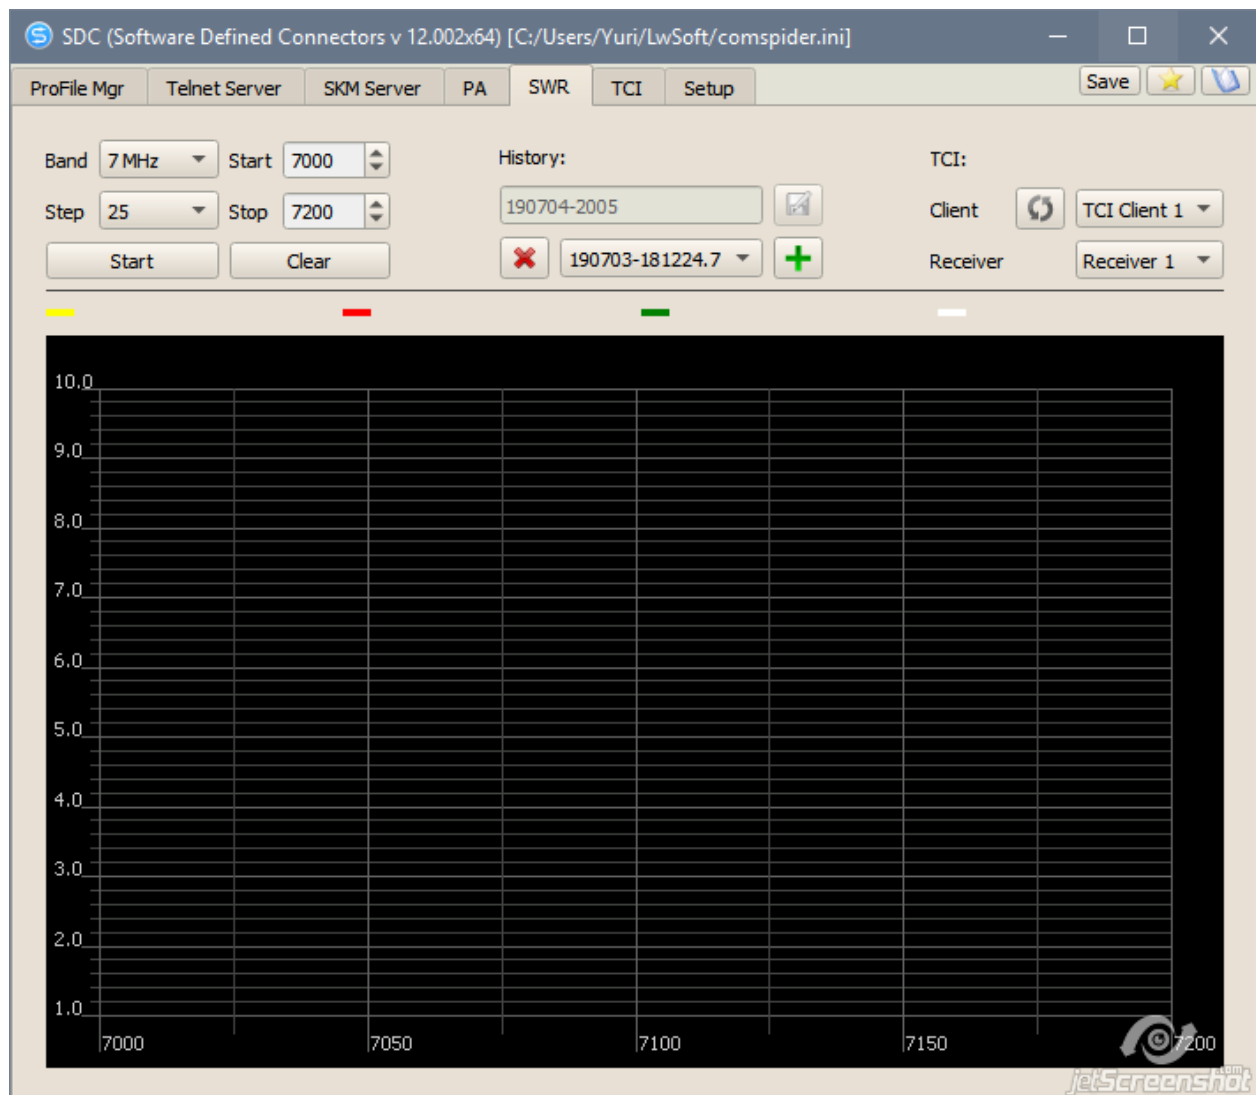 SDC (Software Defined Connectors v 12.002x64) [C:/Users/Yuri/LwSoft/comspider.ini]
ProFile Mgr Telnet Server SKM Server PA SWR TCI Setup Save
Band 7 MHz Start 7000 History: TCI:
Step 25 Stop 7200 190704-2005 Client TCI Client 1
Start Clear 190703-181224.7 Receiver Receiver 1
10.0
9.0
8.0
7.0
6.0
5.0
4.0
3.0
2.0
1.0
7000 7050 7100 7150 7200
jetScreenshot.com